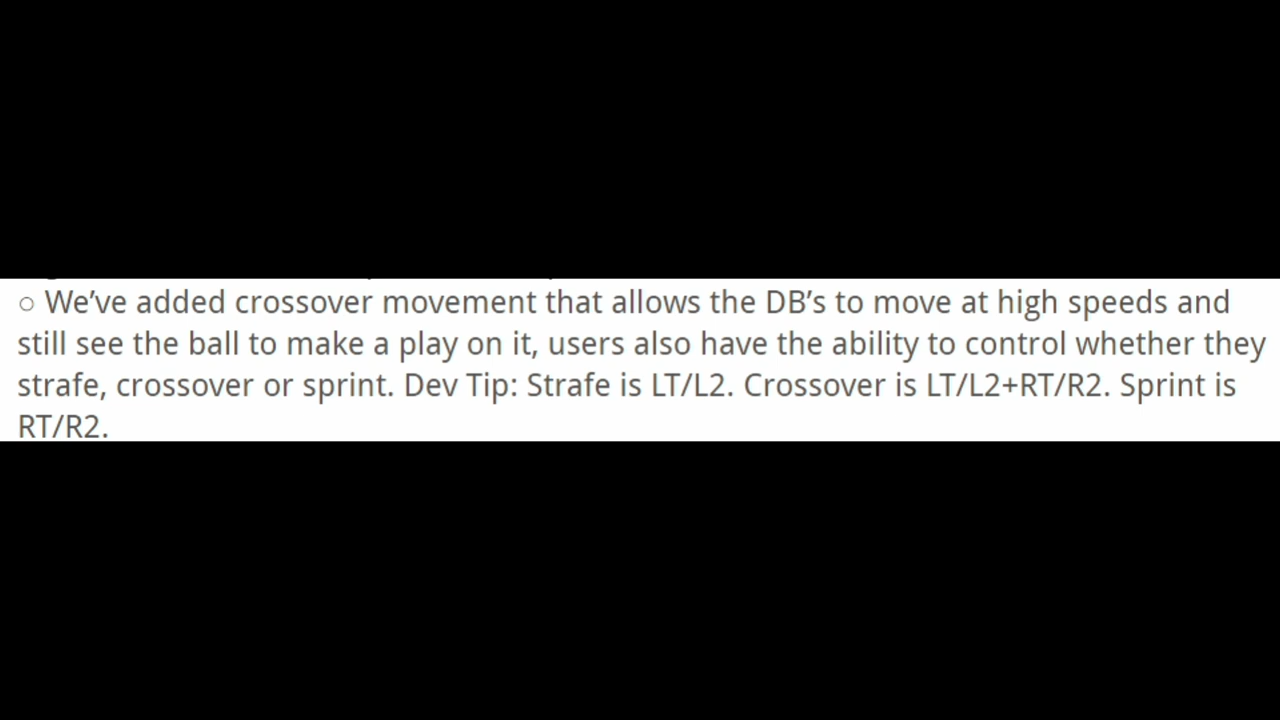 ○ We’ve added crossover movement that allows the DB’s to move at high speeds and
still see the ball to make a play on it, users also have the ability to control whether they
strafe, crossover or sprint. Dev Tip: Strafe is LT/L2. Crossover is LT/L2+RT/R2. Sprint is
RT/R2.